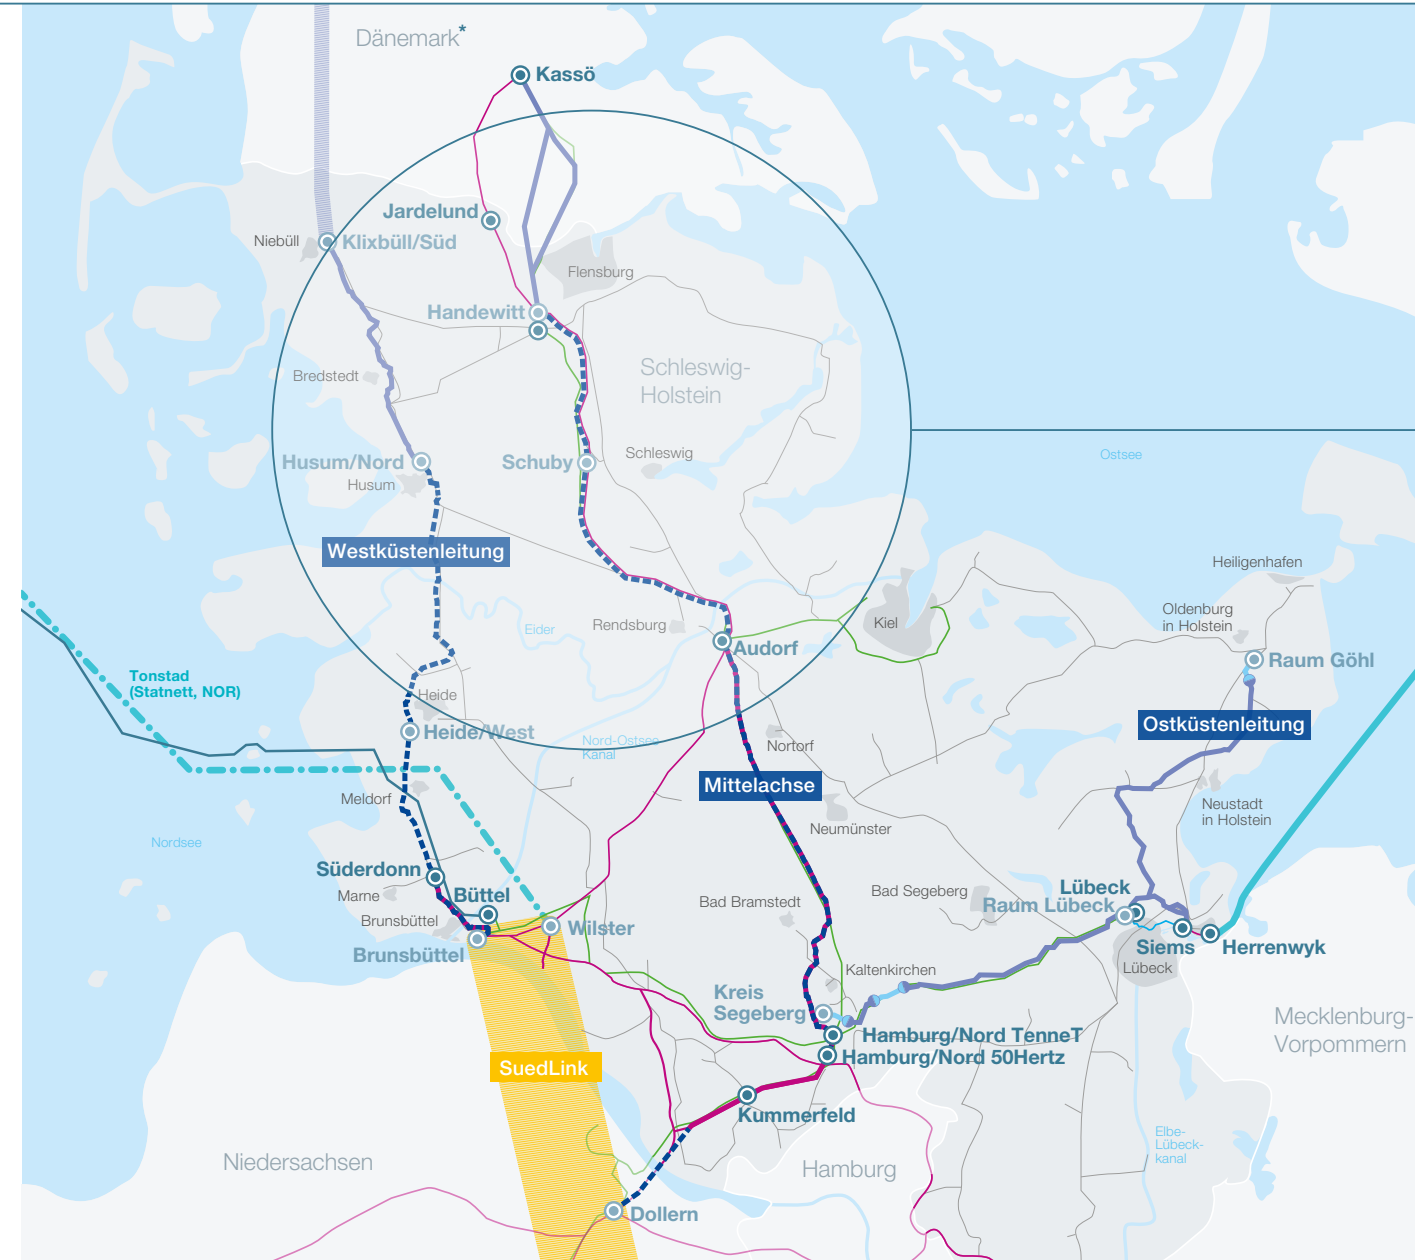 Dänemark*
Kassö
Jardelund
Niebüll
Klixbüll/Süd
Flensburg
Handewitt
Schleswig-
Holstein
Bredstedt
Husum/Nord
Schuby
Schleswig
Husum
Ostsee
Westküstenleitung
Heiligenhafen
Oldenburg
in Holstein
Kiel
Rendsburg
Eider
Audorf
Raum Göhl
Tonstad
(Statnett, NOR)
Heide
Ostküstenleitung
Heide/West
Nord-Ostsee
Kanal
Nortorf
Mittelachse
Meldorf
Neumünster
Neustadt
in Holstein
Nordsee
Süderdonn
Marne
Büttel
Bad Segeberg
Lübeck
Raum Lübeck
Bad Bramstedt
Brunsbüttel
Wilster
Brunsbüttel
Siems
Herrenwyk
Kaltenkirchen
Lübeck
Kreis
Segeberg
Mecklenburg-
Vorpommern
Hamburg/Nord TenneT
Hamburg/Nord 50Hertz
SuedLink
Kummerfeld
Elbe-
Lübeck-
kanal
Niedersachsen
Hamburg
Dollern